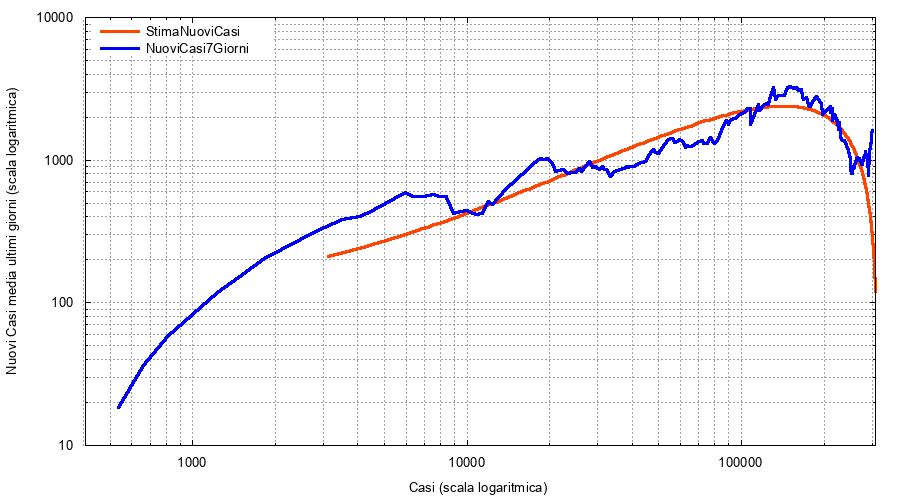 10000
StimaNuoviCasi
NuoviCasi7Giorni
1000
100
10
Nuovi Casi media ultimi giorni (scala logaritmica)
1000 10000 100000
Casi (scala logaritmica)